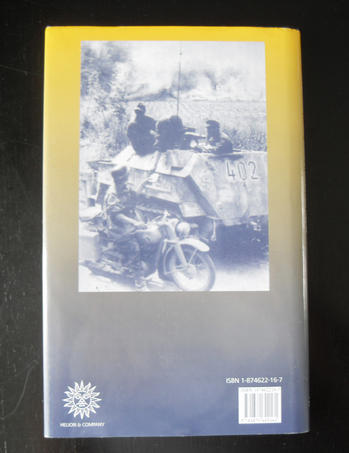 402
ISBN 1-874622-16-7
HELION & COMPANY